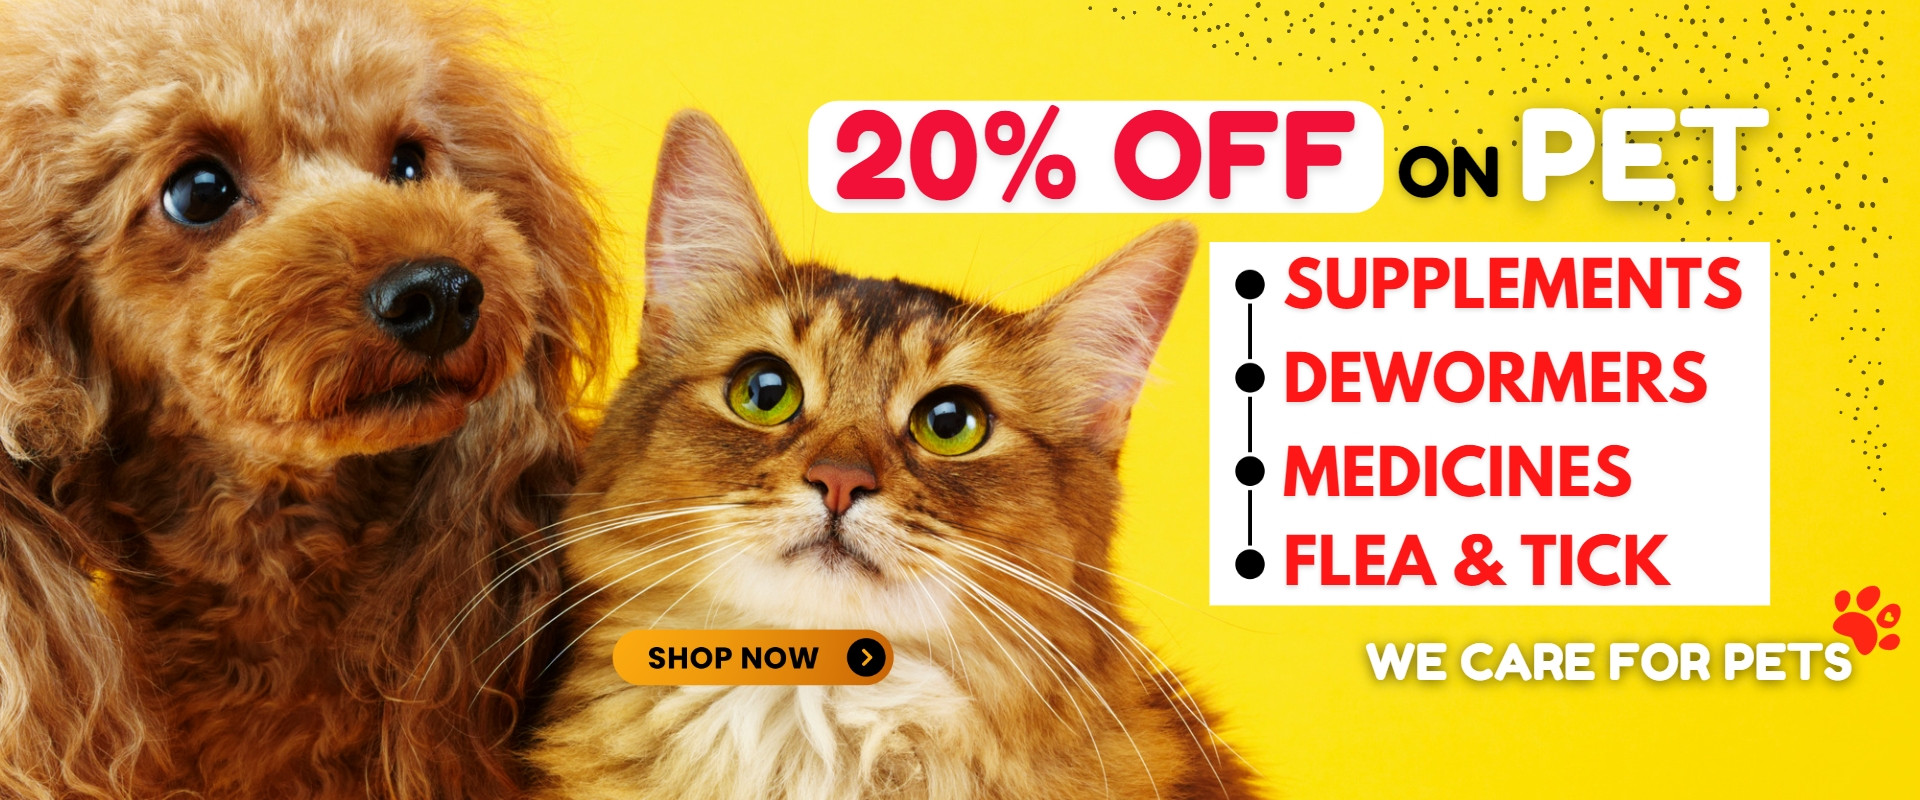 20% OFF ON PET
SUPPLEMENTS
DEWORMERS
MEDICINES
FLEA & TICK
SHOP NOW
WE CARE FOR PETS